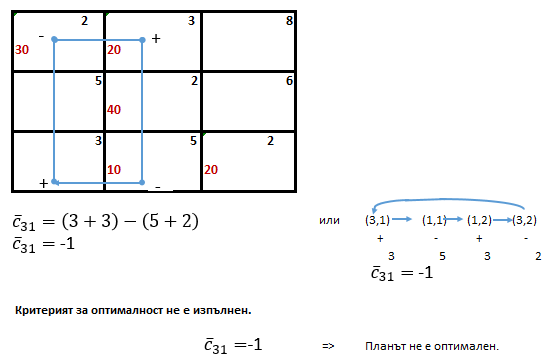 2 3 8
- +
30 20
5 2 6
40
3 5 2
10 20
+ -
c̄₃₁ = (3 + 3) − (5 + 2) или (3,1) (1,1) (1,2) (3,2)
c̄₃₁ = -1 + - + -
3 5 3 2
c̄₃₁ = -1
Критерият за оптималност не е изпълнен.
c̄₃₁ =-1 => Планът не е оптимален.